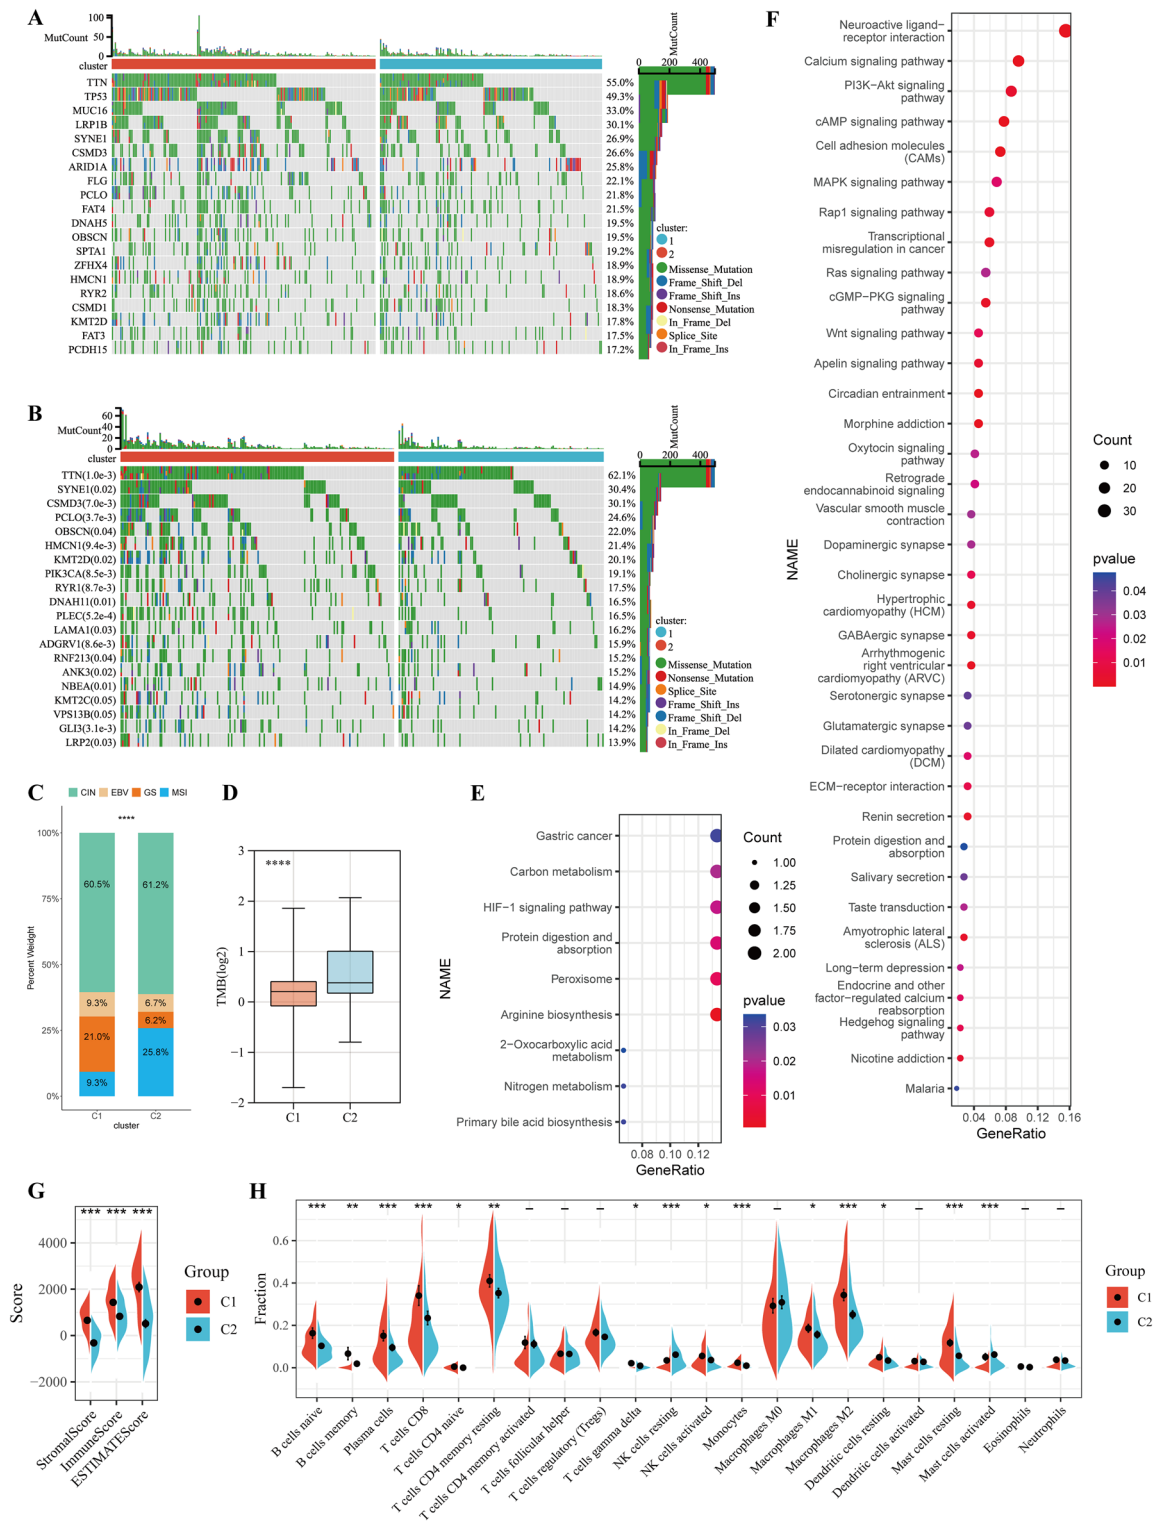 A
100
50
0
MutCount
cluster
TTN
TP53
MUC16
LRP1B
SYNE1
CSMD3
ARID1A
FLG
PCLO
FAT4
DNAH5
OBSCN
SPTA1
ZFHX4
HMCN1
RYR2
CSMD1
KMT2D
FAT3
PCDH15
55.0%
49.3%
33.0%
30.1%
26.9%
26.6%
25.8%
22.1%
21.8%
21.5%
19.5%
19.5%
19.2%
18.9%
18.9%
18.6%
18.3%
17.8%
17.5%
17.2%
MutCount
0 200 400
cluster:
1
2
Missense_Mutation
Frame_Shift_Del
Frame_Shift_Ins
Nonsense_Mutation
In_Frame_Del
Splice_Site
In_Frame_Ins
B
60
40
20
0
MutCount
cluster
TTN(1.0e-3)
SYNE1(0.02)
CSMD3(7.0e-3)
PCLO(3.7e-3)
OBSCN(0.04)
HMCN1(9.4e-3)
KMT2D(0.02)
PIK3CA(8.5e-3)
RYR1(8.7e-3)
DNAH11(0.01)
PLEC(5.2e-4)
LAMA1(0.03)
ADGRV1(8.6e-3)
RNF213(0.04)
ANK3(0.02)
NBEA(0.01)
KMT2C(0.05)
VPS13B(0.05)
GLI3(3.1e-3)
LRP2(0.03)
62.1%
30.4%
30.1%
24.6%
22.0%
21.4%
20.1%
19.1%
17.5%
16.5%
16.5%
16.2%
15.9%
15.2%
15.2%
14.9%
14.2%
14.2%
14.2%
13.9%
MutCount
0 200 400
cluster:
1
2
Missense_Mutation
Nonsense_Mutation
Splice_Site
Frame_Shift_Ins
Frame_Shift_Del
In_Frame_Del
In_Frame_Ins
C
CIN EBV GS MSI
****
100%
75%
50%
25%
0%
Percent Weidght
60.5%
9.3%
21.0%
9.3%
61.2%
6.7%
6.2%
25.8%
C1 C2
cluster
D
****
3
2
1
0
−1
−2
TMB(log2)
C1 C2
E
NAME
Gastric cancer
Carbon metabolism
HIF−1 signaling pathway
Protein digestion and
absorption
Peroxisome
Arginine biosynthesis
2−Oxocarboxylic acid
metabolism
Nitrogen metabolism
Primary bile acid biosynthesis
0.08 0.10 0.12
GeneRatio
Count
1.00
1.25
1.50
1.75
2.00
pvalue
0.03
0.02
0.01
F
NAME
Neuroactive ligand−
receptor interaction
Calcium signaling pathway
PI3K−Akt signaling
pathway
cAMP signaling pathway
Cell adhesion molecules
(CAMs)
MAPK signaling pathway
Rap1 signaling pathway
Transcriptional
misregulation in cancer
Ras signaling pathway
cGMP−PKG signaling
pathway
Wnt signaling pathway
Apelin signaling pathway
Circadian entrainment
Morphine addiction
Oxytocin signaling
pathway
Retrograde
endocannabinoid signaling
Vascular smooth muscle
contraction
Dopaminergic synapse
Cholinergic synapse
Hypertrophic
cardiomyopathy (HCM)
GABAergic synapse
Arrhythmogenic
right ventricular
cardiomyopathy (ARVC)
Serotonergic synapse
Glutamatergic synapse
Dilated cardiomyopathy
(DCM)
ECM−receptor interaction
Renin secretion
Protein digestion and
absorption
Salivary secretion
Taste transduction
Amyotrophic lateral
sclerosis (ALS)
Long−term depression
Endocrine and other
factor−regulated calcium
reabsorption
Hedgehog signaling
pathway
Nicotine addiction
Malaria
0.04 0.08 0.12 0.16
GeneRatio
Count
10
20
30
pvalue
0.04
0.03
0.02
0.01
G
*** *** ***
4000
2000
0
−2000
Score
StromalScore
ImmuneScore
ESTIMATEScore
Group
C1
C2
H
*** ** *** *** * ** – – – * *** * *** – * *** * – *** *** – –
0.6
0.4
0.2
0.0
Fraction
B cells naive
B cells memory
Plasma cells
T cells CD8
T cells CD4 naive
T cells CD4 memory resting
T cells CD4 memory activated
T cells follicular helper
T cells regulatory (Tregs)
T cells gamma delta
NK cells resting
NK cells activated
Monocytes
Macrophages M0
Macrophages M1
Macrophages M2
Dendritic cells resting
Dendritic cells activated
Mast cells resting
Mast cells activated
Eosinophils
Neutrophils
Group
C1
C2